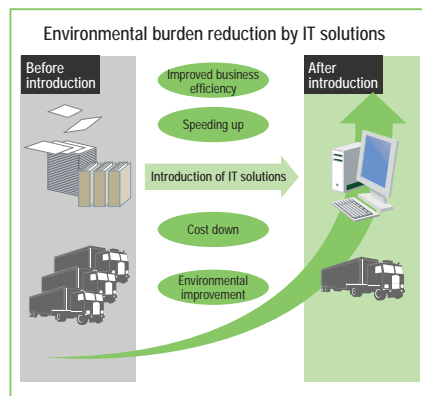 Environmental burden reduction by IT solutions
Before
introduction
Improved business
efficiency
After
introduction
Speeding up
Introduction of IT solutions
Cost down
Environmental
improvement